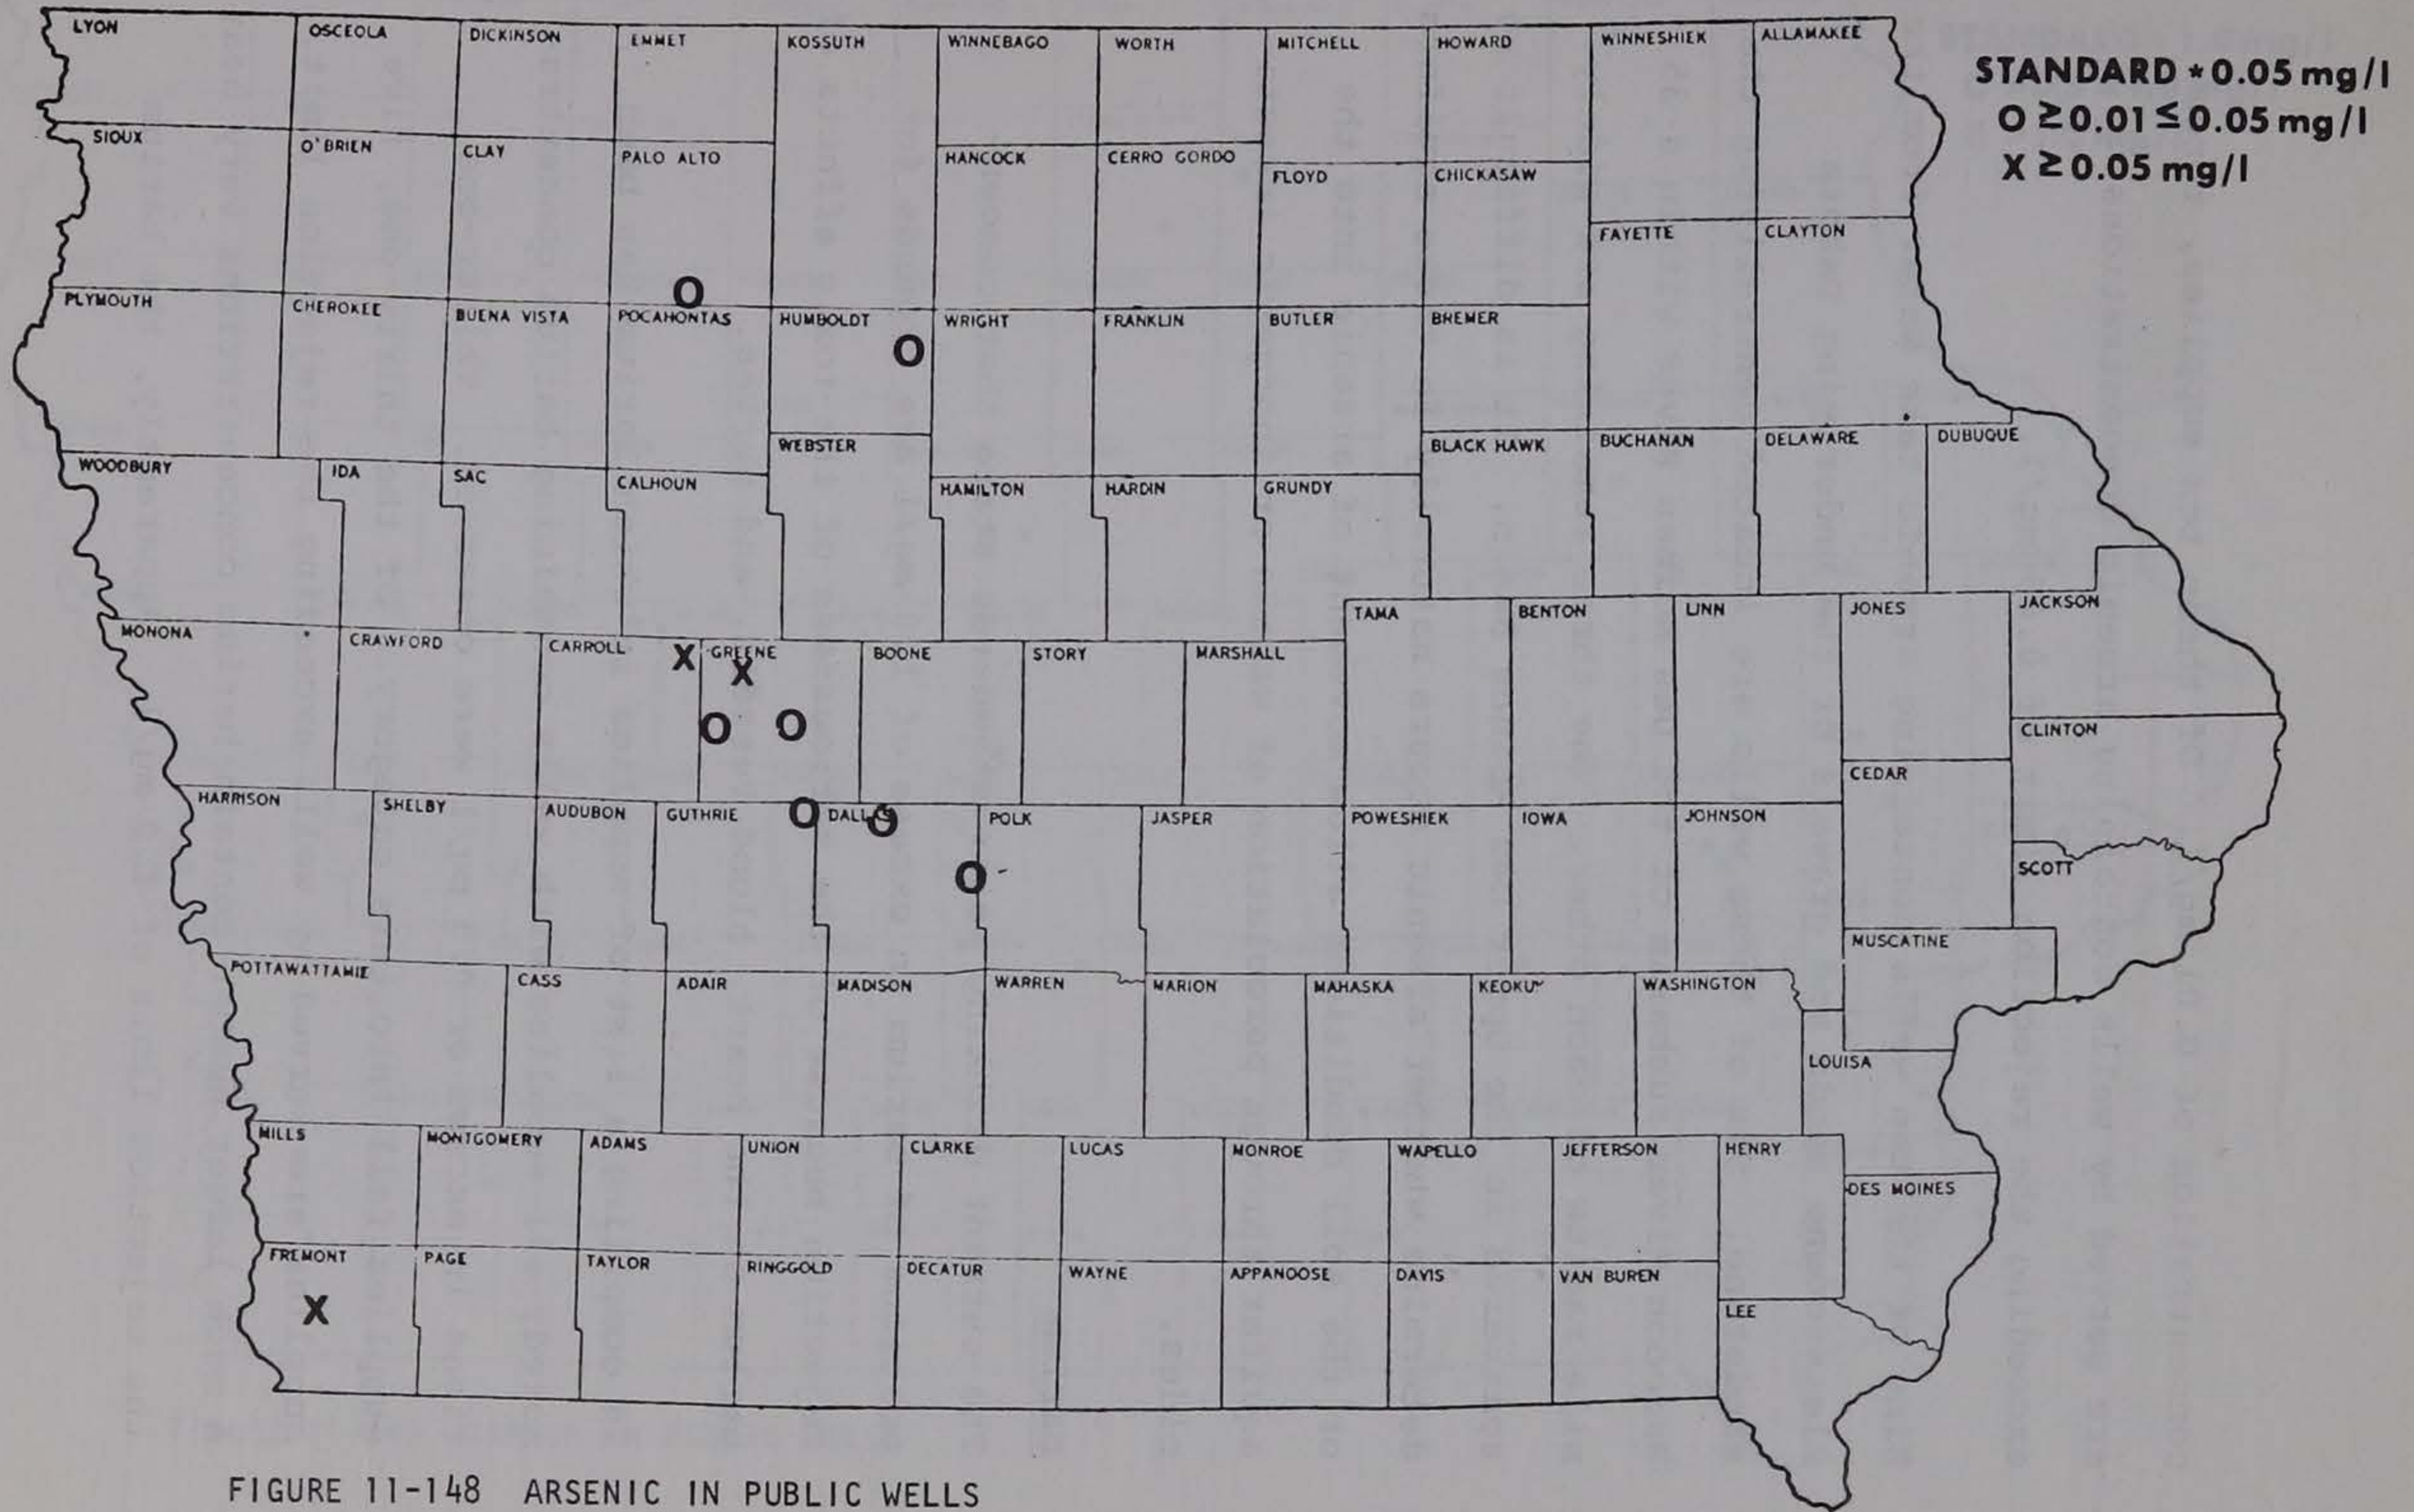 LYON OSCEOLA DICKINSON EMMET KOSSUTH WINNEBAGO WORTH MITCHELL HOWARD WINNESHIEK ALLAMAKEE
STANDARD * 0.05 mg/l
O ≥0.01 ≤ 0.05 mg/l
X ≥0.05 mg/l
SIOUX O'BRIEN CLAY PALO ALTO HANCOCK CERRO GORDO FLOYD CHICKASAW
FAYETTE CLAYTON
O
PLYMOUTH CHEROKEE BUENA VISTA POCAHONTAS HUMBOLDT WRIGHT FRANKLIN BUTLER BREMER
O
WEBSTER BLACK HAWK BUCHANAN DELAWARE DUBUQUE
WOODBURY IDA SAC CALHOUN HAMILTON HARDIN GRUNDY
TAMA BENTON LINN JONES JACKSON
MONONA CRAWFORD CARROLL X GREENE BOONE STORY MARSHALL
X
O O
CLINTON
CEDAR
HARRISON SHELBY AUDUBON GUTHRIE O DALLAS O POLK JASPER POWESHIEK IOWA JOHNSON
SCOTT
O
MUSCATINE
POTTAWATTAMIE CASS ADAIR MADISON WARREN MARION MAHASKA KEOKUK WASHINGTON
LOUISA
MILLS MONTGOMERY ADAMS UNION CLARKE LUCAS MONROE WAPELLO JEFFERSON HENRY
DES MOINES
FREMONT PAGE TAYLOR RINGGOLD DECATUR WAYNE APPANOOSE DAVIS VAN BUREN
X
LEE
FIGURE 11-148 ARSENIC IN PUBLIC WELLS